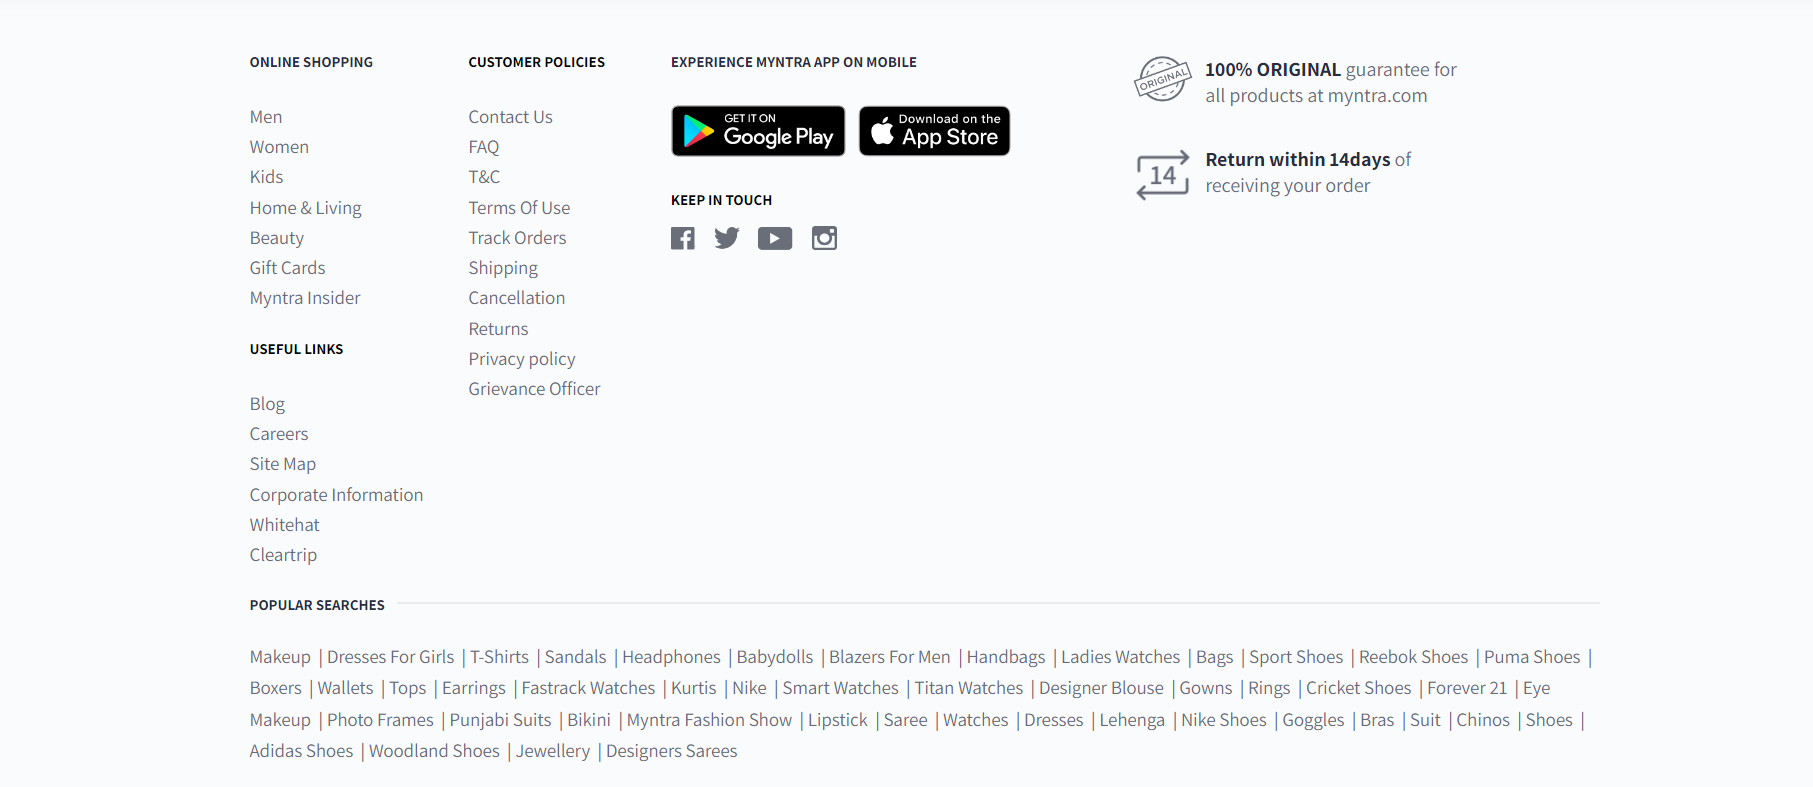 ONLINE SHOPPING
Men
Women
Kids
Home & Living
Beauty
Gift Cards
Myntra Insider
USEFUL LINKS
Blog
Careers
Site Map
Corporate Information
Whitehat
Cleartrip
CUSTOMER POLICIES
Contact Us
FAQ
T&C
Terms Of Use
Track Orders
Shipping
Cancellation
Returns
Privacy policy
Grievance Officer
EXPERIENCE MYNTRA APP ON MOBILE
GET IT ON
Google Play
Download on the
App Store
KEEP IN TOUCH
ORIGINAL
100% ORIGINAL guarantee for
all products at myntra.com
14
Return within 14days of
receiving your order
POPULAR SEARCHES
Makeup | Dresses For Girls | T-Shirts | Sandals | Headphones | Babydolls | Blazers For Men | Handbags | Ladies Watches | Bags | Sport Shoes | Reebok Shoes | Puma Shoes |
Boxers | Wallets | Tops | Earrings | Fastrack Watches | Kurtis | Nike | Smart Watches | Titan Watches | Designer Blouse | Gowns | Rings | Cricket Shoes | Forever 21 | Eye
Makeup | Photo Frames | Punjabi Suits | Bikini | Myntra Fashion Show | Lipstick | Saree | Watches | Dresses | Lehenga | Nike Shoes | Goggles | Bras | Suit | Chinos | Shoes |
Adidas Shoes | Woodland Shoes | Jewellery | Designers Sarees